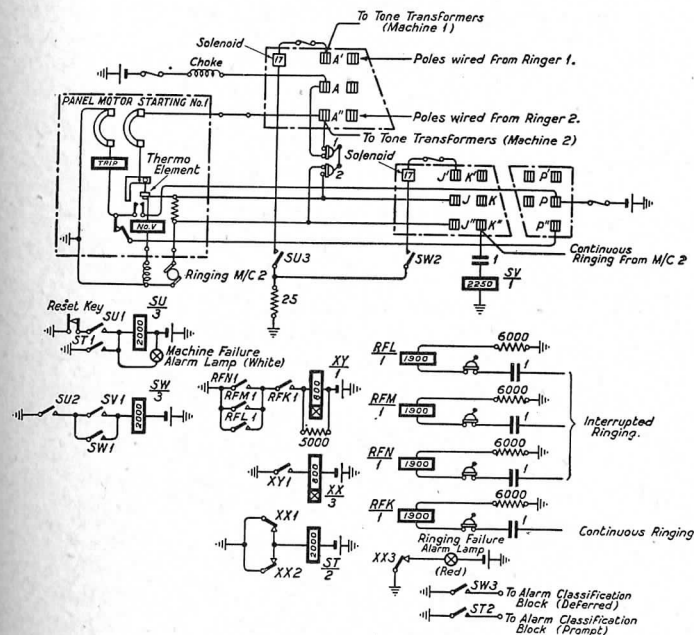 To Tone Transformers
(Machine 1)
Solenoid
17
A'
Poles wired from Ringer 1.
Choke
A
PANEL MOTOR STARTING No.1
A"
Poles wired from Ringer 2.
To Tone Transformers (Machine 2)
1
2
TRIP
Thermo
Element
Solenoid
17
J' K'
P'
J K
P
No.V
J" K"
P"
Continuous
Ringing from M/C 2
Ringing M/C 2
SU3
SW2
1
SV
1
2250
25
Reset Key
SU1
SU
3
2000
ST1
Machine Failure
Alarm Lamp (White)
SU2
SV1
SW
3
2000
SW1
RFN1
RFM1
RFL1
RFK1
XY
1
600
5000
XY1
600
XX
3
XX1
XX2
2000
ST
2
RFL
1
1900
6000
1
RFM
1
1900
6000
1
Interrupted
Ringing.
RFN
1
1900
6000
1
RFK
1
1900
6000
1
Continuous Ringing
Ringing Failure
Alarm Lamp
(Red)
XX3
SW3
To Alarm Classification
Block (Deferred)
ST2
To Alarm Classification
Block (Prompt)